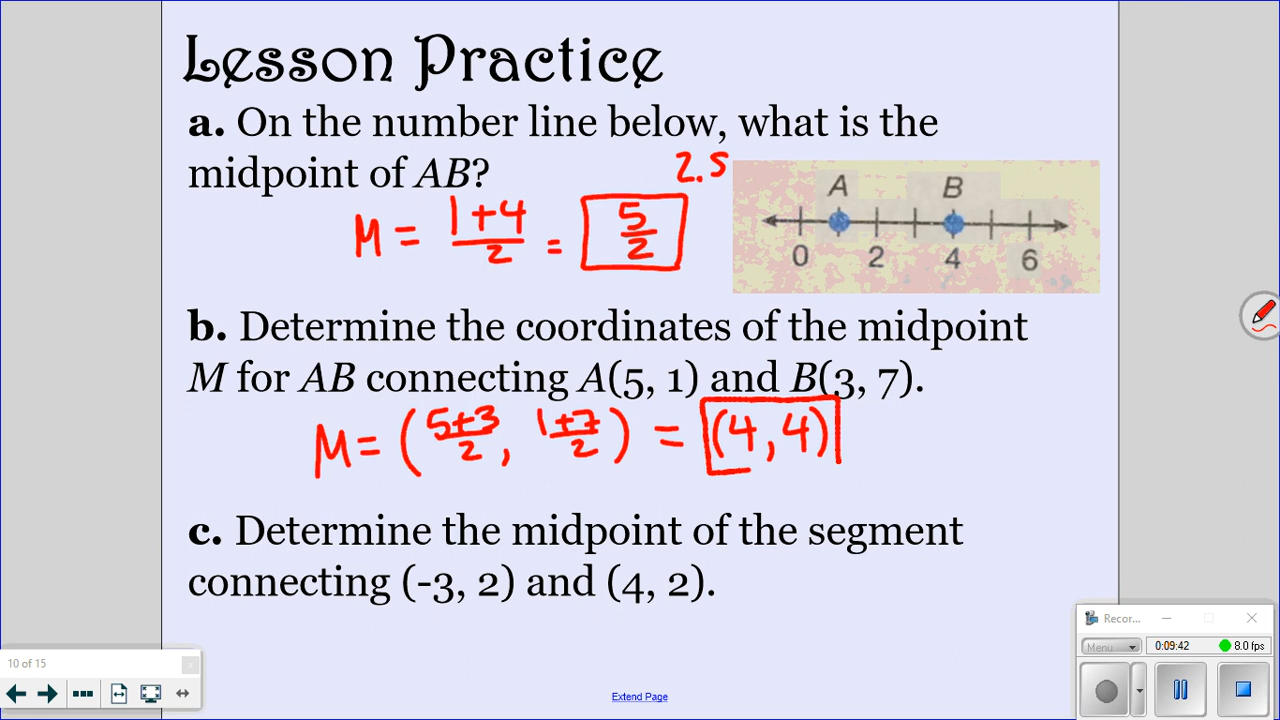 Lesson Practice
a. On the number line below, what is the
midpoint of AB?
2.5
M = 1+4/2 = 5/2
A B
0 2 4 6
b. Determine the coordinates of the midpoint
M for AB connecting A(5, 1) and B(3, 7).
M = (5+3/2, 1+7/2) = (4,4)
c. Determine the midpoint of the segment
connecting (-3, 2) and (4, 2).
Recor...
Menu 0:09:42 8.0 fps
10 of 15 x
Extend Page